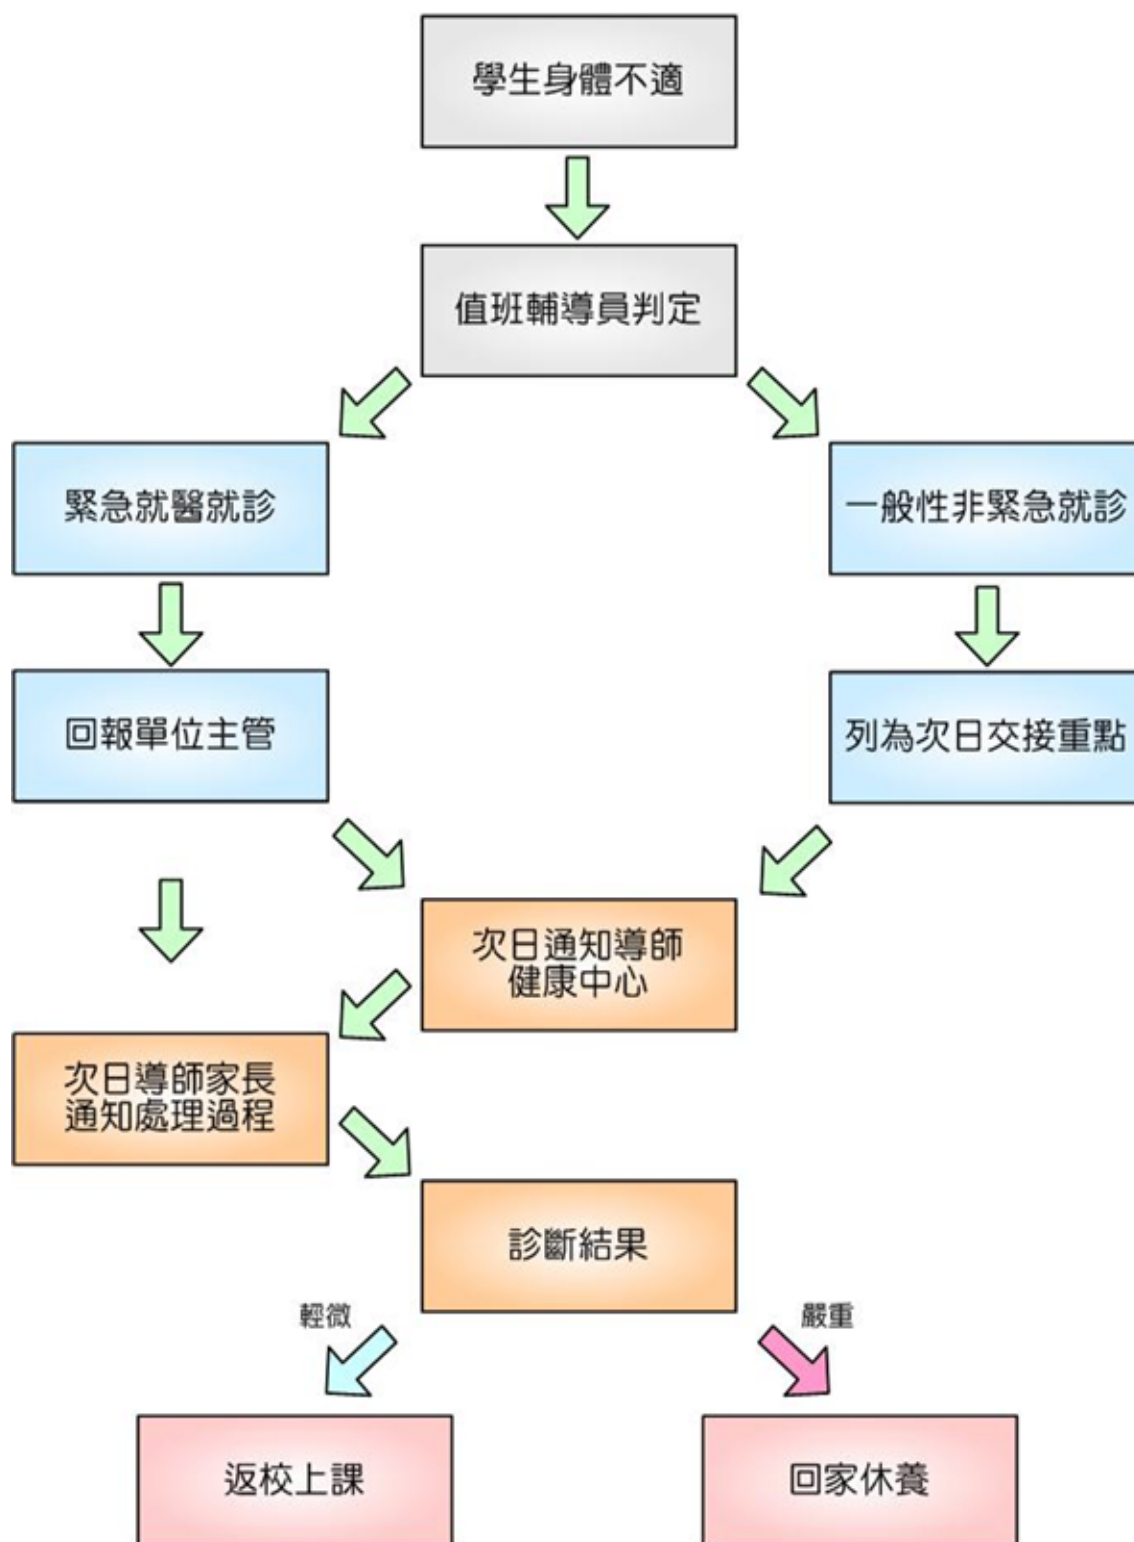 學生身體不適
值班輔導員判定
緊急就醫就診
一般性非緊急就診
回報單位主管
列為次日交接重點
次日通知導師
健康中心
次日導師家長
通知處理過程
診斷結果
輕微
嚴重
返校上課
回家休養